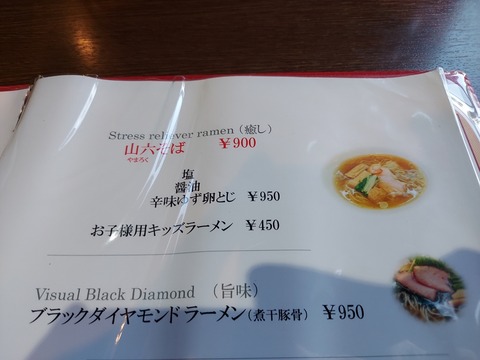 Stress reliever ramen（癒し）
山六そば ￥900
やまろく
塩
醤油
辛味ゆず卵とじ ￥950
お子様用キッズラーメン ￥450
Visual Black Diamond （旨味）
ブラックダイヤモンドラーメン（煮干豚骨） ￥950